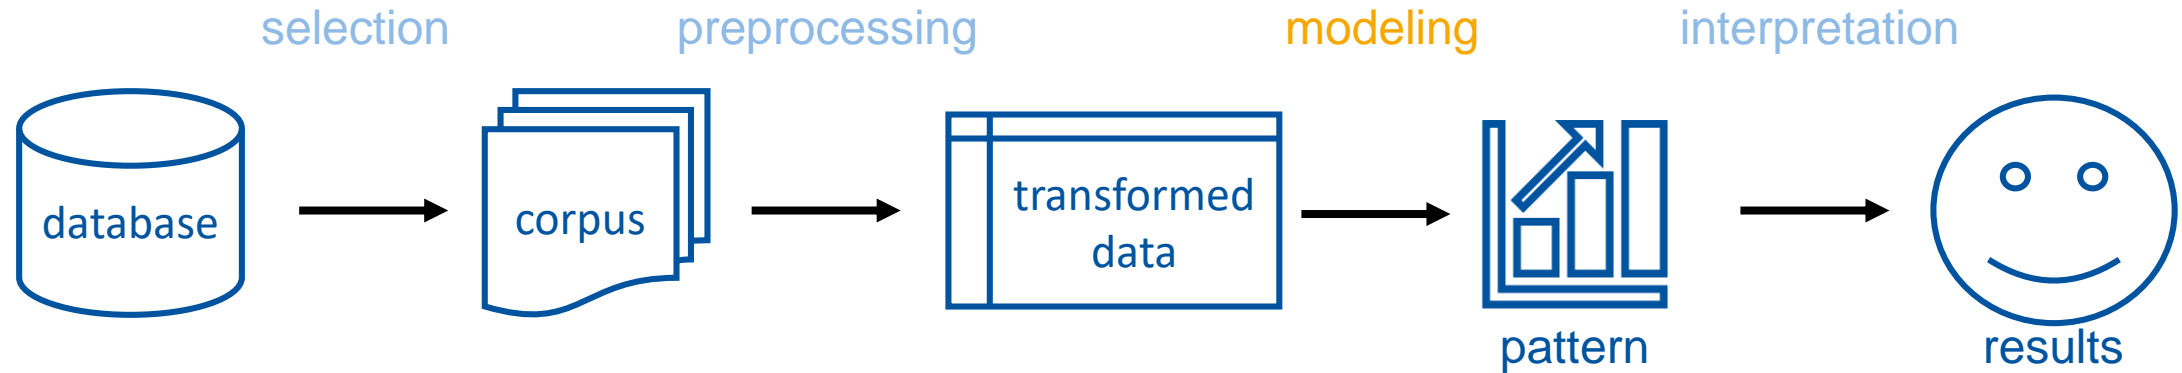 selection preprocessing modeling interpretation
database
corpus
transformed
data
pattern
results